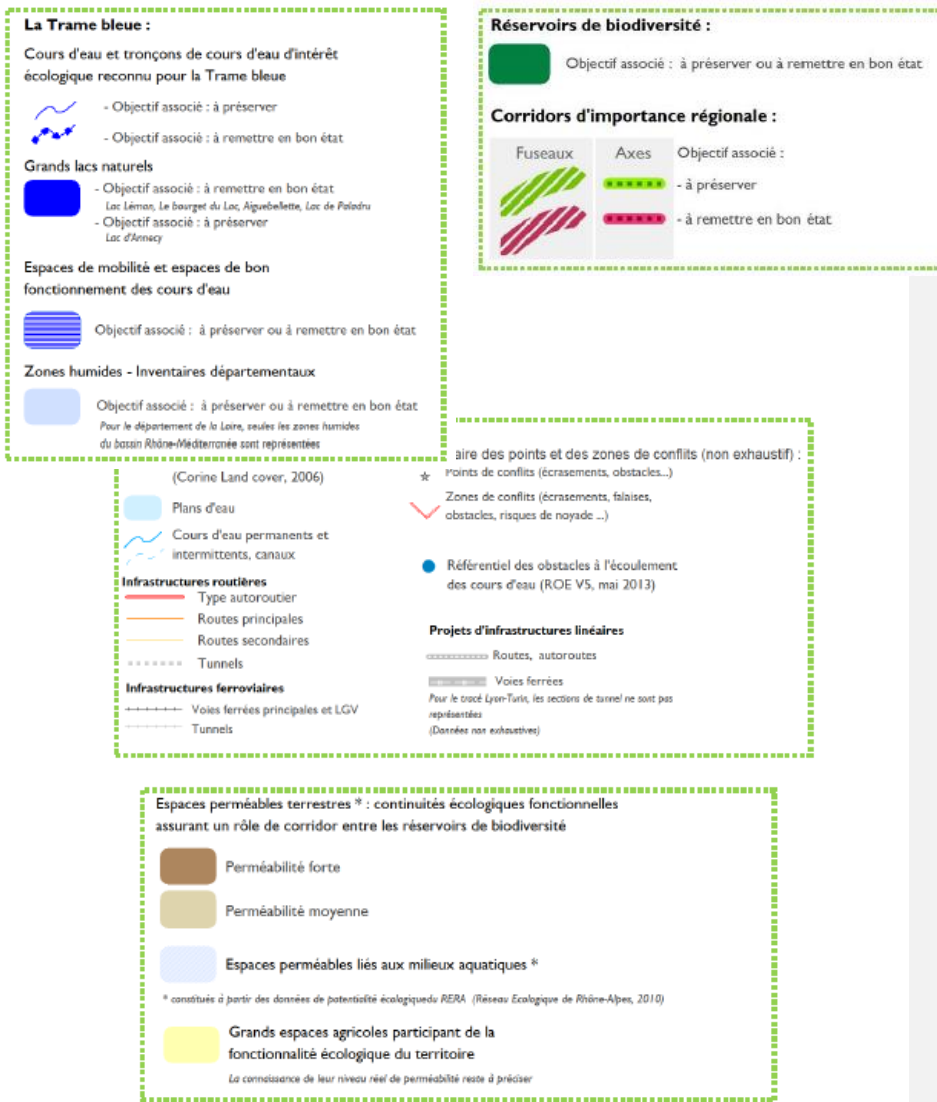 La Trame bleue :
Cours d'eau et tronçons de cours d'eau d'intérêt
écologique reconnu pour la Trame bleue
- Objectif associé : à préserver
- Objectif associé : à remettre en bon état
Grands lacs naturels
- Objectif associé : à remettre en bon état
Lac Léman, Le bourget du Lac, Aiguebellette, Lac de Paladru
- Objectif associé : à préserver
Lac d'Annecy
Espaces de mobilité et espaces de bon
fonctionnement des cours d'eau
Objectif associé : à préserver ou à remettre en bon état
Zones humides - Inventaires départementaux
Objectif associé : à préserver ou à remettre en bon état
Pour le département de la Loire, seules les zones humides
du bassin Rhône-Méditerranée sont représentées
Réservoirs de biodiversité :
Objectif associé : à préserver ou à remettre en bon état
Corridors d'importance régionale :
Fuseaux Axes Objectif associé :
- à préserver
- à remettre en bon état
(Corine Land cover, 2006)
Plans d'eau
Cours d'eau permanents et
intermittents, canaux
Infrastructures routières
Type autoroutier
Routes principales
Routes secondaires
Tunnels
Infrastructures ferroviaires
Voies ferrées principales et LGV
Tunnels
aire des points et des zones de conflits (non exhaustif) :
Points de conflits (écrasements, obstacles...)
Zones de conflits (écrasements, falaises,
obstacles, risques de noyade ...)
Référentiel des obstacles à l'écoulement
des cours d'eau (ROE V5, mai 2013)
Projets d'infrastructures linéaires
Routes, autoroutes
Voies ferrées
Pour le tracé Lyon-Turin, les sections de tunnel ne sont pas
représentées
(Données non exhaustives)
Espaces perméables terrestres * : continuités écologiques fonctionnelles
assurant un rôle de corridor entre les réservoirs de biodiversité
Perméabilité forte
Perméabilité moyenne
Espaces perméables liés aux milieux aquatiques *
* constitués à partir des données de potentialité écologiquedu RERA (Réseau Ecologique de Rhône-Alpes, 2010)
Grands espaces agricoles participant de la
fonctionnalité écologique du territoire
La connaissance de leur niveau réel de perméabilité reste à préciser